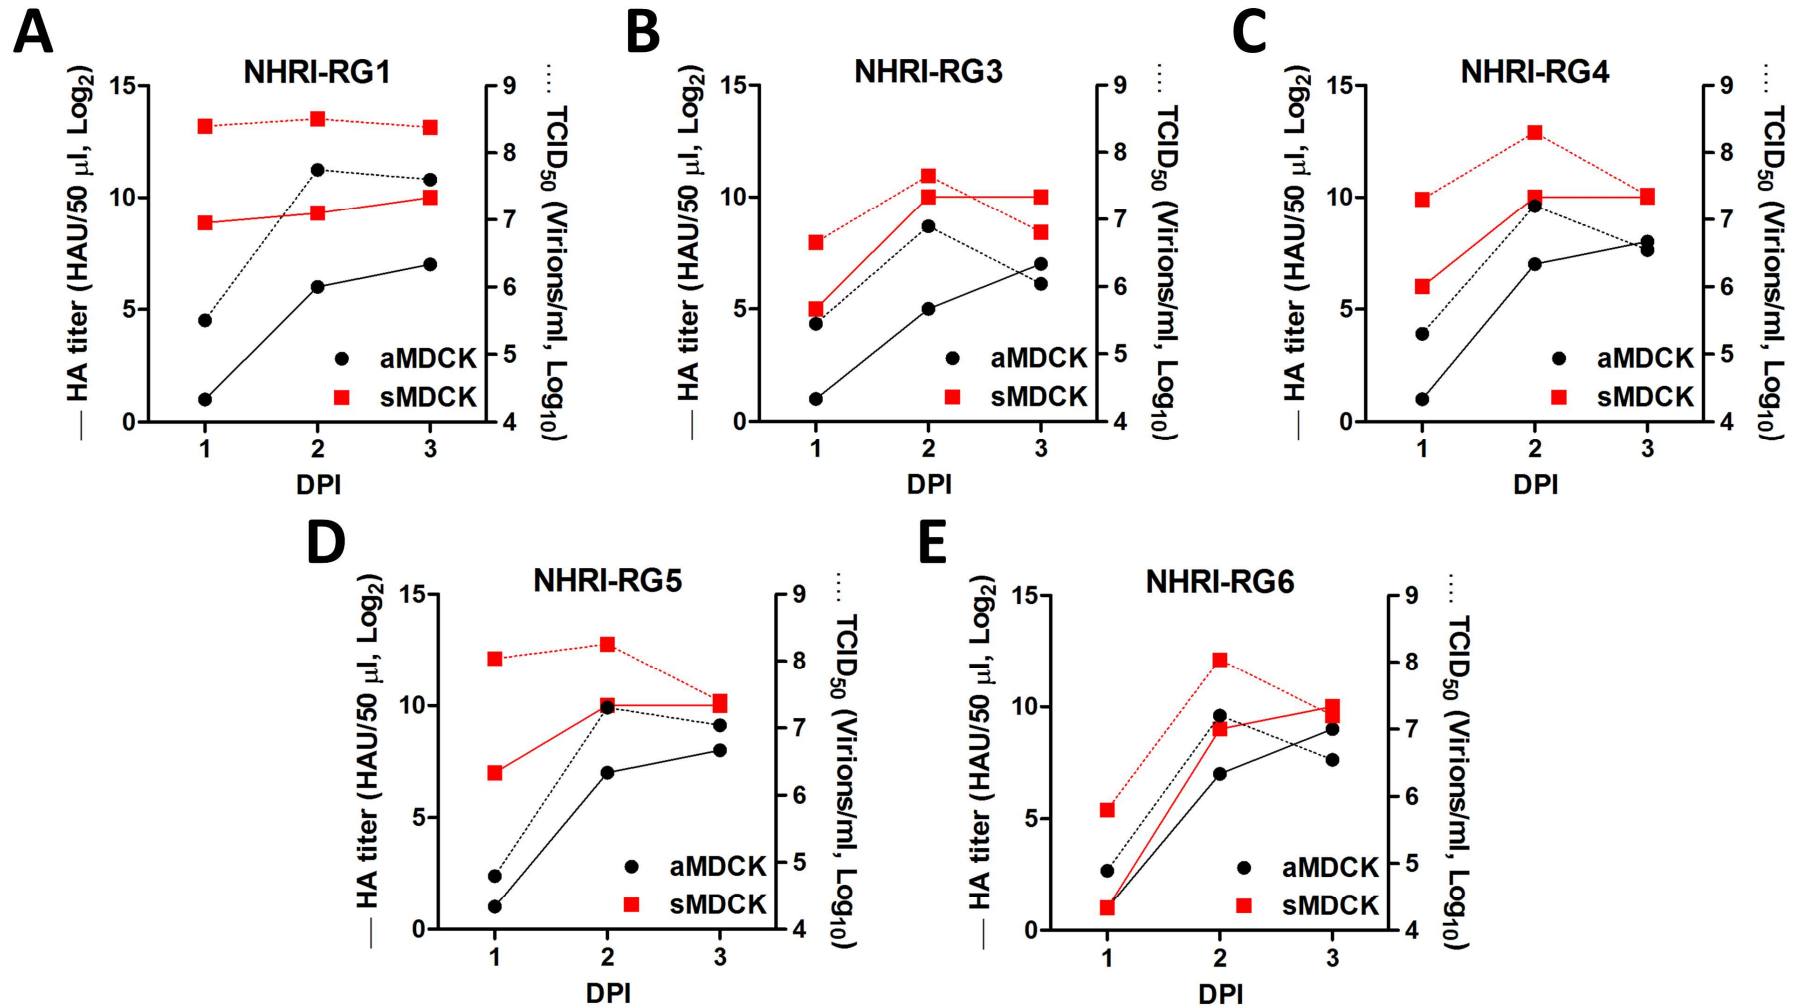 A
NHRI-RG1
— HA titer (HAU/50 µl, Log2)
15
10
5
0
9
8
7
6
5
4
.... TCID50 (Virions/ml, Log10)
aMDCK
sMDCK
1 2 3
DPI
B
NHRI-RG3
— HA titer (HAU/50 µl, Log2)
15
10
5
0
9
8
7
6
5
4
.... TCID50 (Virions/ml, Log10)
aMDCK
sMDCK
1 2 3
DPI
C
NHRI-RG4
— HA titer (HAU/50 µl, Log2)
15
10
5
0
9
8
7
6
5
4
.... TCID50 (Virions/ml, Log10)
aMDCK
sMDCK
1 2 3
DPI
D
NHRI-RG5
— HA titer (HAU/50 µl, Log2)
15
10
5
0
9
8
7
6
5
4
.... TCID50 (Virions/ml, Log10)
aMDCK
sMDCK
1 2 3
DPI
E
NHRI-RG6
— HA titer (HAU/50 µl, Log2)
15
10
5
0
9
8
7
6
5
4
.... TCID50 (Virions/ml, Log10)
aMDCK
sMDCK
1 2 3
DPI